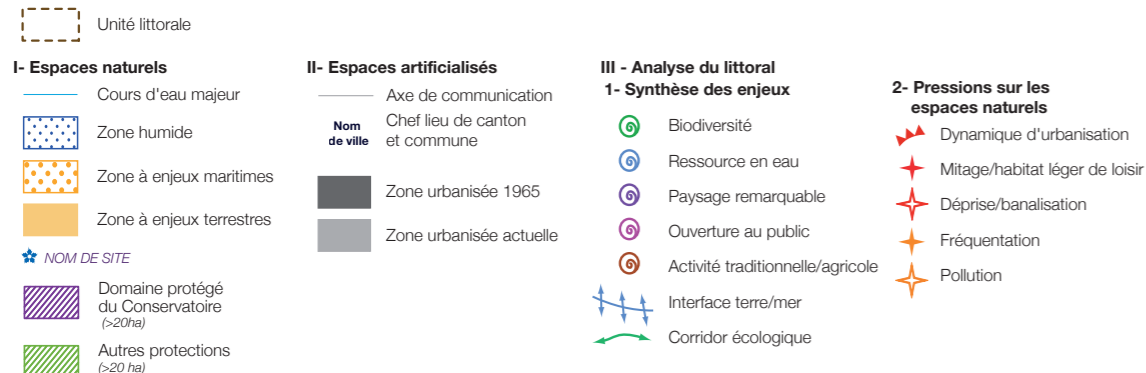 Unité littorale
I- Espaces naturels
Cours d'eau majeur
Zone humide
Zone à enjeux maritimes
Zone à enjeux terrestres
NOM DE SITE
Domaine protégé
du Conservatoire
(>20ha)
Autres protections
(>20 ha)
II- Espaces artificialisés
Axe de communication
Nom
de ville
Chef lieu de canton
et commune
Zone urbanisée 1965
Zone urbanisée actuelle
III - Analyse du littoral
1- Synthèse des enjeux
Biodiversité
Ressource en eau
Paysage remarquable
Ouverture au public
Activité traditionnelle/agricole
Interface terre/mer
Corridor écologique
2- Pressions sur les
espaces naturels
Dynamique d'urbanisation
Mitage/habitat léger de loisir
Déprise/banalisation
Fréquentation
Pollution